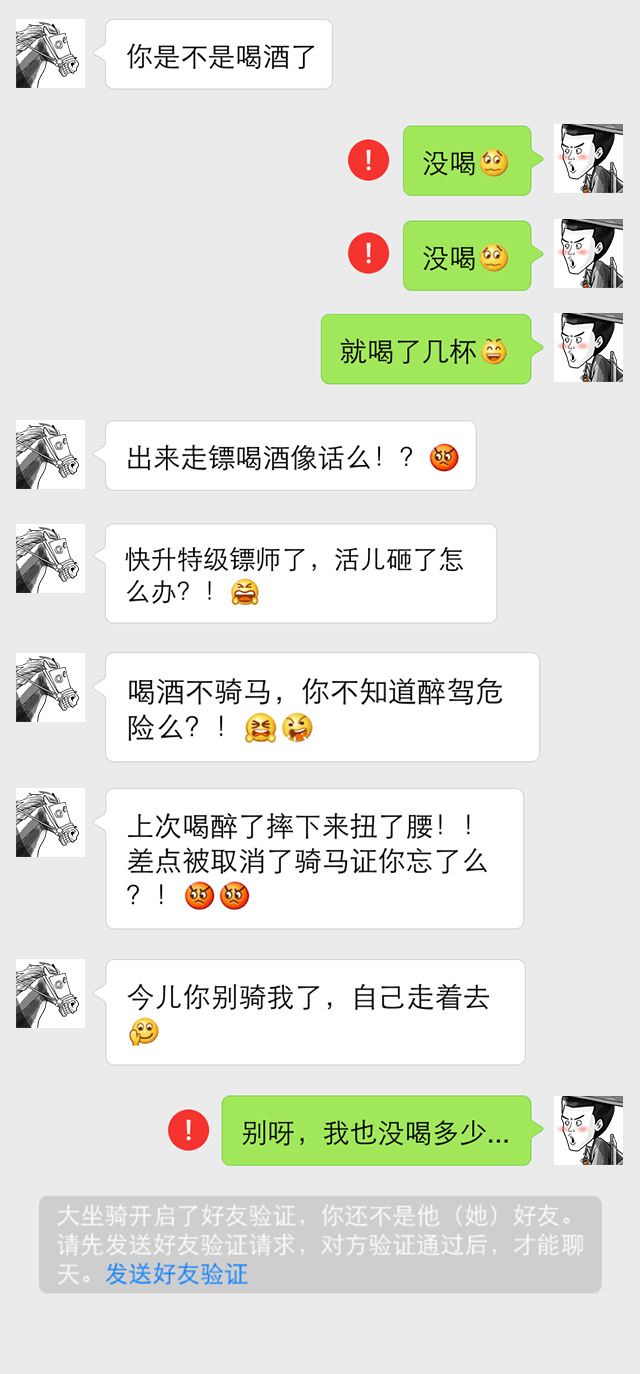 你是不是喝酒了
没喝
没喝
就喝了几杯
出来走镖喝酒像话么！？
快升特级镖师了，活儿砸了怎
么办？！
喝酒不骑马，你不知道醉驾危
险么？！
上次喝醉了摔下来扭了腰！！
差点被取消了骑马证你忘了么
？！
今儿你别骑我了，自己走着去
别呀，我也没喝多少...
大坐骑开启了好友验证，你还不是他（她）好友。
请先发送好友验证请求，对方验证通过后，才能聊
天。发送好友验证